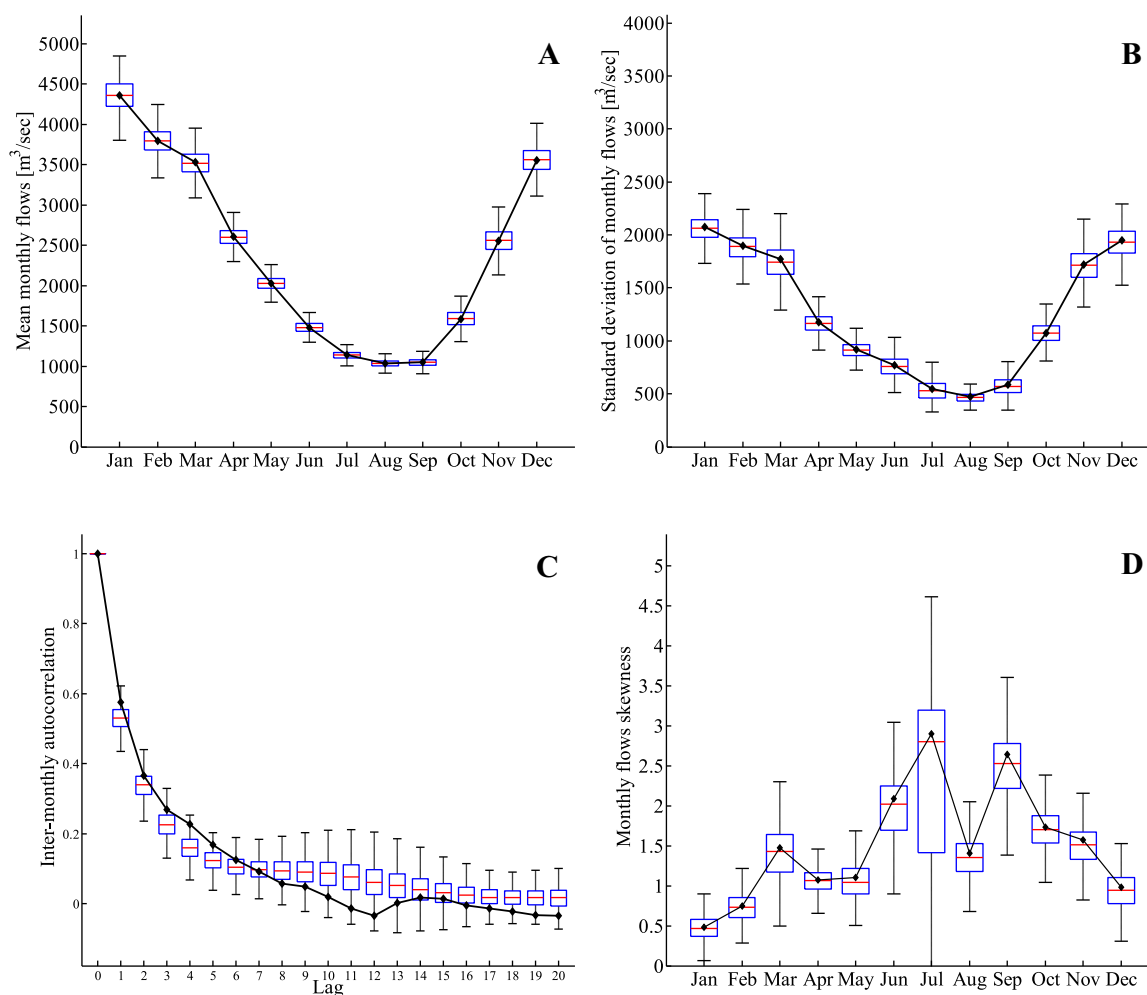 A
Mean monthly flows [m³/sec]
5000
4500
4000
3500
3000
2500
2000
1500
1000
500
0
Jan Feb Mar Apr May Jun Jul Aug Sep Oct Nov Dec
B
Standard deviation of monthly flows [m³/sec]
4000
3500
3000
2500
2000
1500
1000
500
0
Jan Feb Mar Apr May Jun Jul Aug Sep Oct Nov Dec
C
Inter-monthly autocorrelation
1
0.8
0.6
0.4
0.2
0
0 1 2 3 4 5 6 7 8 9 10 11 12 13 14 15 16 17 18 19 20
Lag
D
Monthly flows skewness
5
4.5
4
3.5
3
2.5
2
1.5
1
0.5
0
Jan Feb Mar Apr May Jun Jul Aug Sep Oct Nov Dec